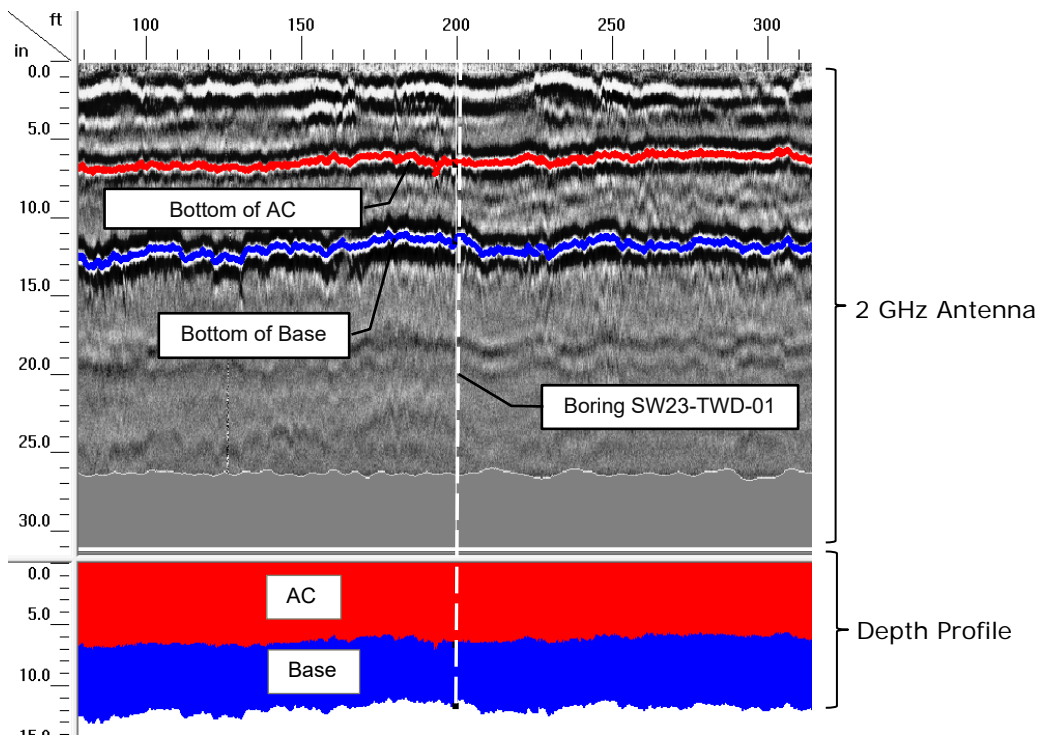 ft
100 150 200 250 300
in
0.0
5.0
Bottom of AC
10.0
15.0
2 GHz Antenna
Bottom of Base
20.0
Boring SW23-TWD-01
25.0
30.0
0.0
AC
5.0
Depth Profile
Base
10.0
15.0